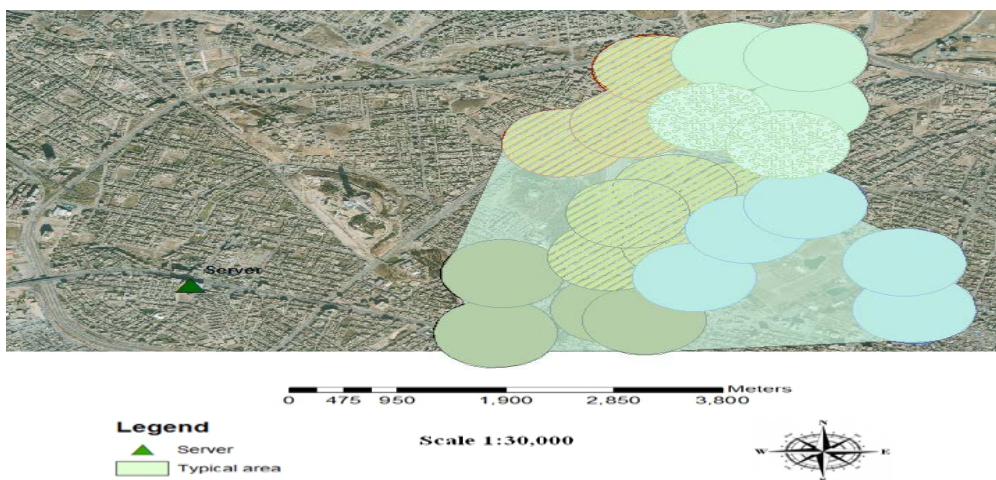 Server
Meters
0 475 950 1,900 2,850 3,800
Legend
Server
Typical area
Scale 1:30,000
N
W E
S